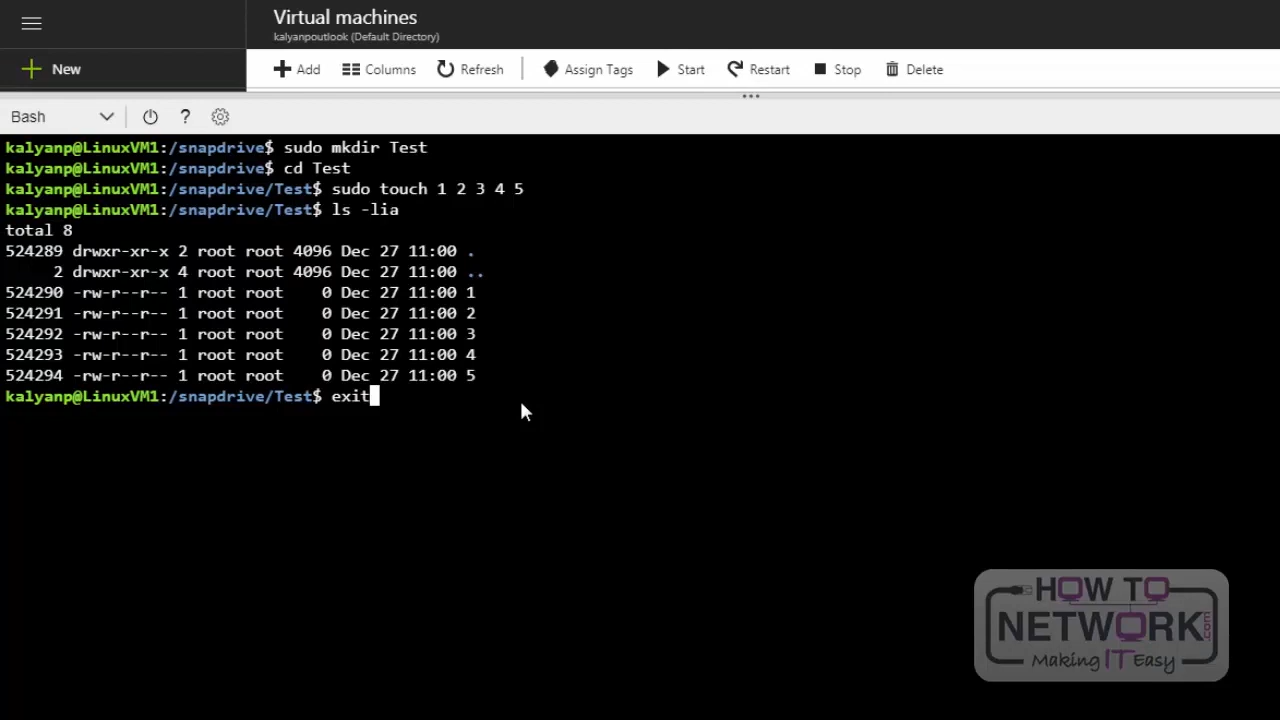 Virtual machines
kalyanpoutlook (Default Directory)
New
Add Columns Refresh Assign Tags Start Restart Stop Delete
Bash ?
kalyanp@LinuxVM1:/snapdrive$ sudo mkdir Test
kalyanp@LinuxVM1:/snapdrive$ cd Test
kalyanp@LinuxVM1:/snapdrive/Test$ sudo touch 1 2 3 4 5
kalyanp@LinuxVM1:/snapdrive/Test$ ls -lia
total 8
524289 drwxr-xr-x 2 root root 4096 Dec 27 11:00 .
     2 drwxr-xr-x 4 root root 4096 Dec 27 11:00 ..
524290 -rw-r--r-- 1 root root    0 Dec 27 11:00 1
524291 -rw-r--r-- 1 root root    0 Dec 27 11:00 2
524292 -rw-r--r-- 1 root root    0 Dec 27 11:00 3
524293 -rw-r--r-- 1 root root    0 Dec 27 11:00 4
524294 -rw-r--r-- 1 root root    0 Dec 27 11:00 5
kalyanp@LinuxVM1:/snapdrive/Test$ exit
HOW TO
NETWORK.com
Making IT Easy